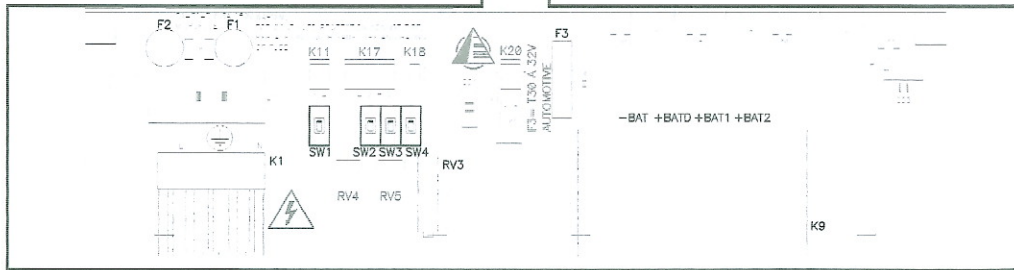 F2 F1
K11 K17 K18
K20
F3
F3= T30 A 32V
AUTOMOTIVE
-BAT +BATD +BAT1 +BAT2
SW1 SW2 SW3 SW4
K1
RV3
RV4 RV5
K9